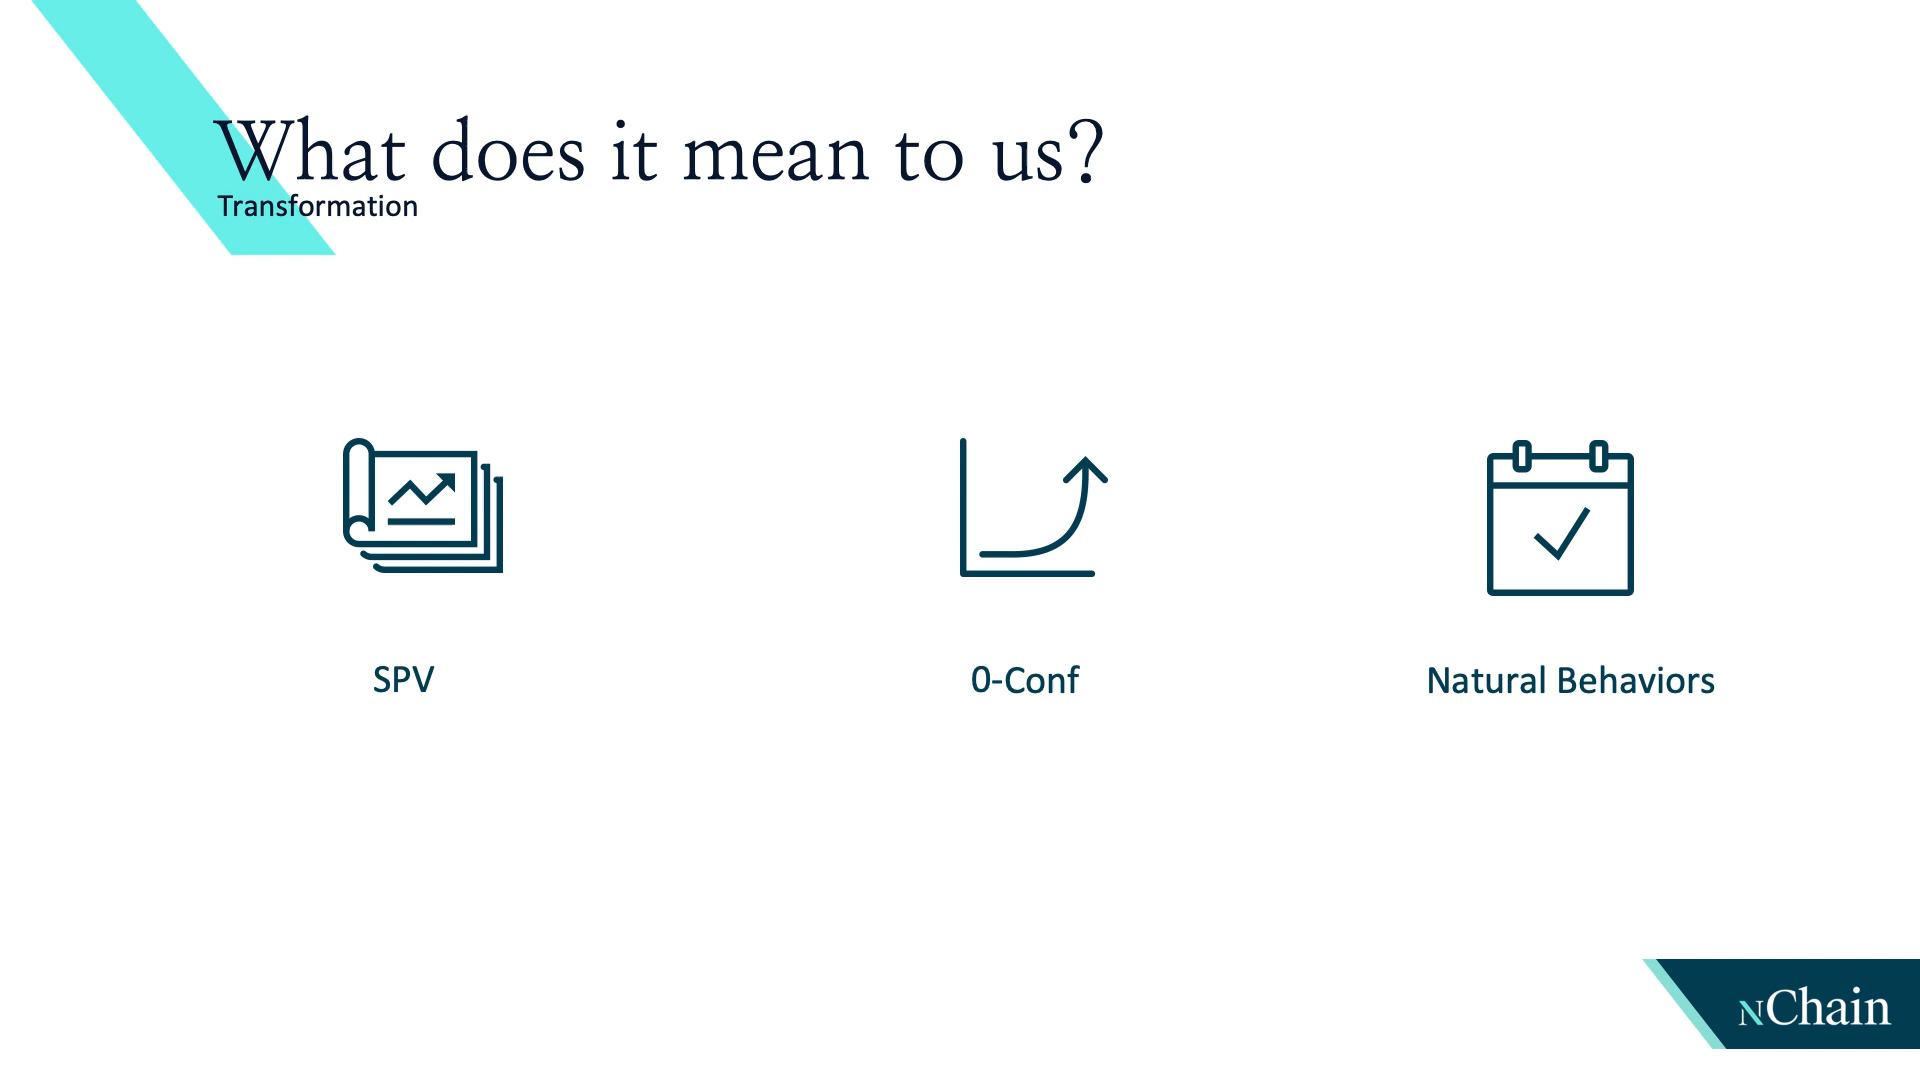 What does it mean to us?
Transformation
SPV
0-Conf
Natural Behaviors
nChain